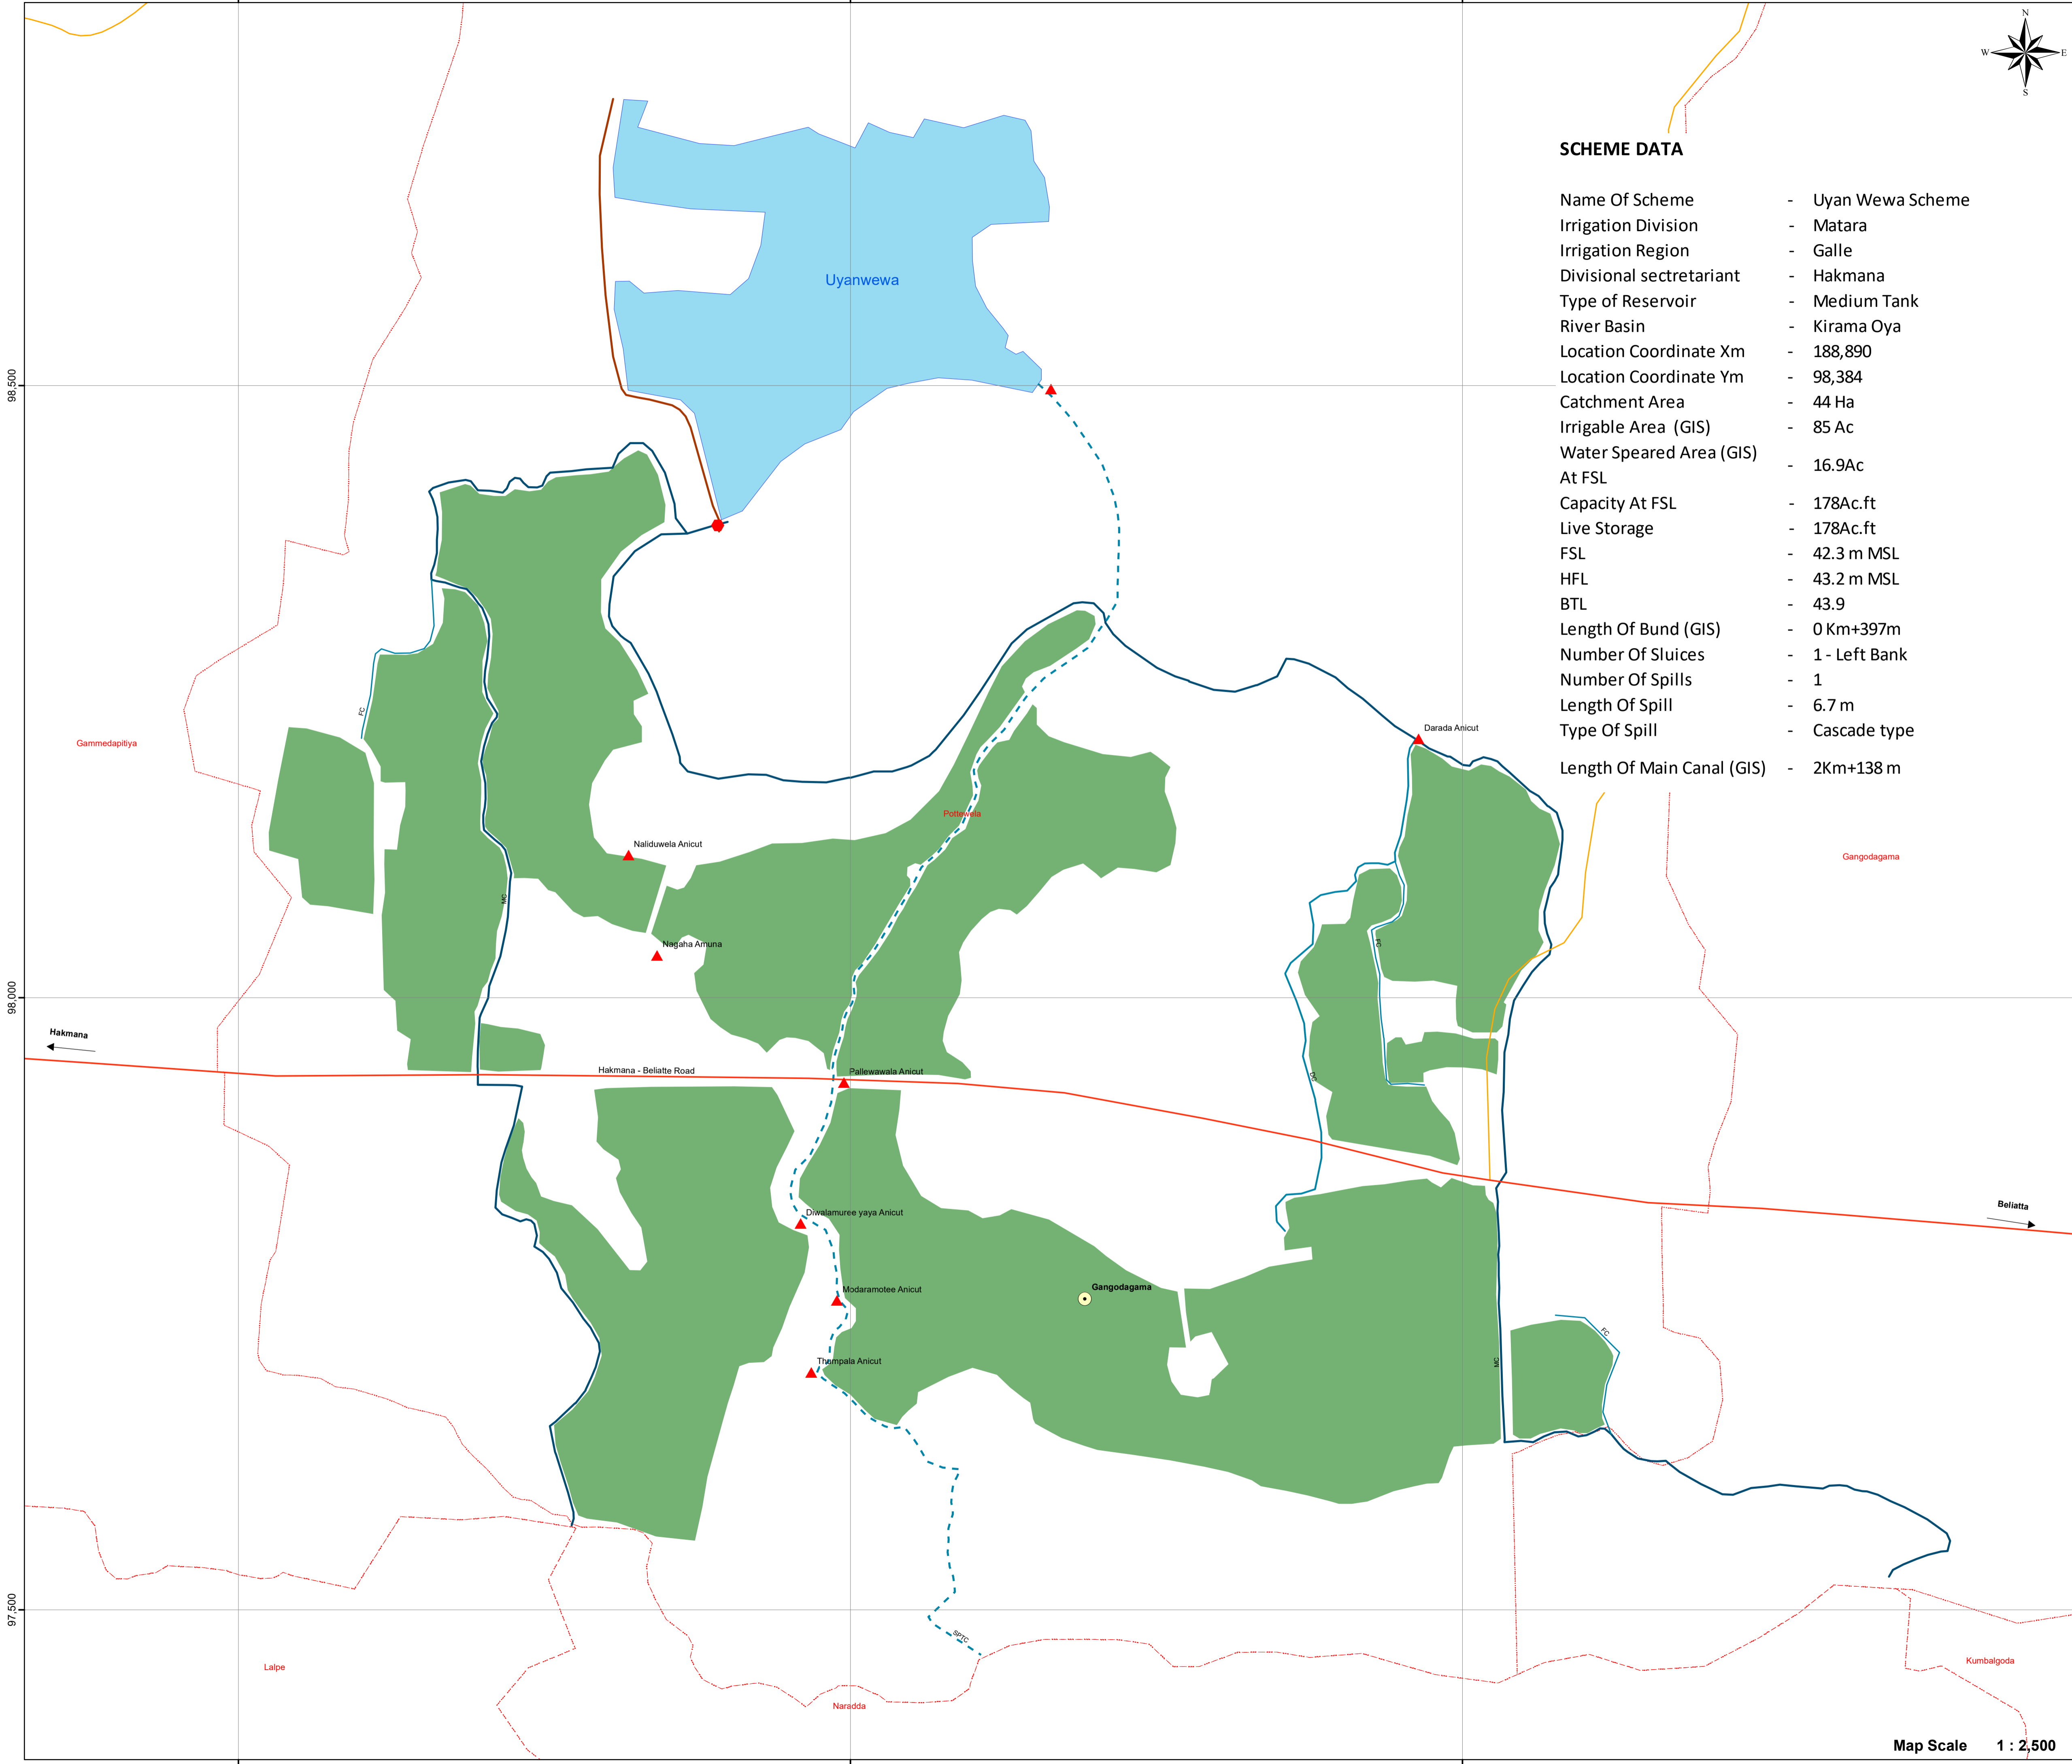 N
W E
S
SCHEME DATA
Name Of Scheme - Uyan Wewa Scheme
Irrigation Division - Matara
Irrigation Region - Galle
Divisional sectretariant - Hakmana
Type of Reservoir - Medium Tank
River Basin - Kirama Oya
Location Coordinate Xm - 188,890
Location Coordinate Ym - 98,384
Catchment Area - 44 Ha
Irrigable Area (GIS) - 85 Ac
Water Speared Area (GIS)
At FSL - 16.9Ac
Capacity At FSL - 178Ac.ft
Live Storage - 178Ac.ft
FSL - 42.3 m MSL
HFL - 43.2 m MSL
BTL - 43.9
Length Of Bund (GIS) - 0 Km+397m
Number Of Sluices - 1 - Left Bank
Number Of Spills - 1
Length Of Spill - 6.7 m
Type Of Spill - Cascade type
Length Of Main Canal (GIS) - 2Km+138 m
Uyanwewa
98,500
FC
Darada Anicut
Gammedapitiya
Pottewela
Naliduwela Anicut
Gangodagama
MC
Nagaha Amuna
FC
98,000
Hakmana
Hakmana - Beliatte Road
Pallewawala Anicut
DC
Beliatta
Diwalamuree yaya Anicut
Modaramotee Anicut
Gangodagama
FC
Thampala Anicut
MC
97,500
SPTC
Lalpe
Kumbalgoda
Naradda
Map Scale 1 : 2,500